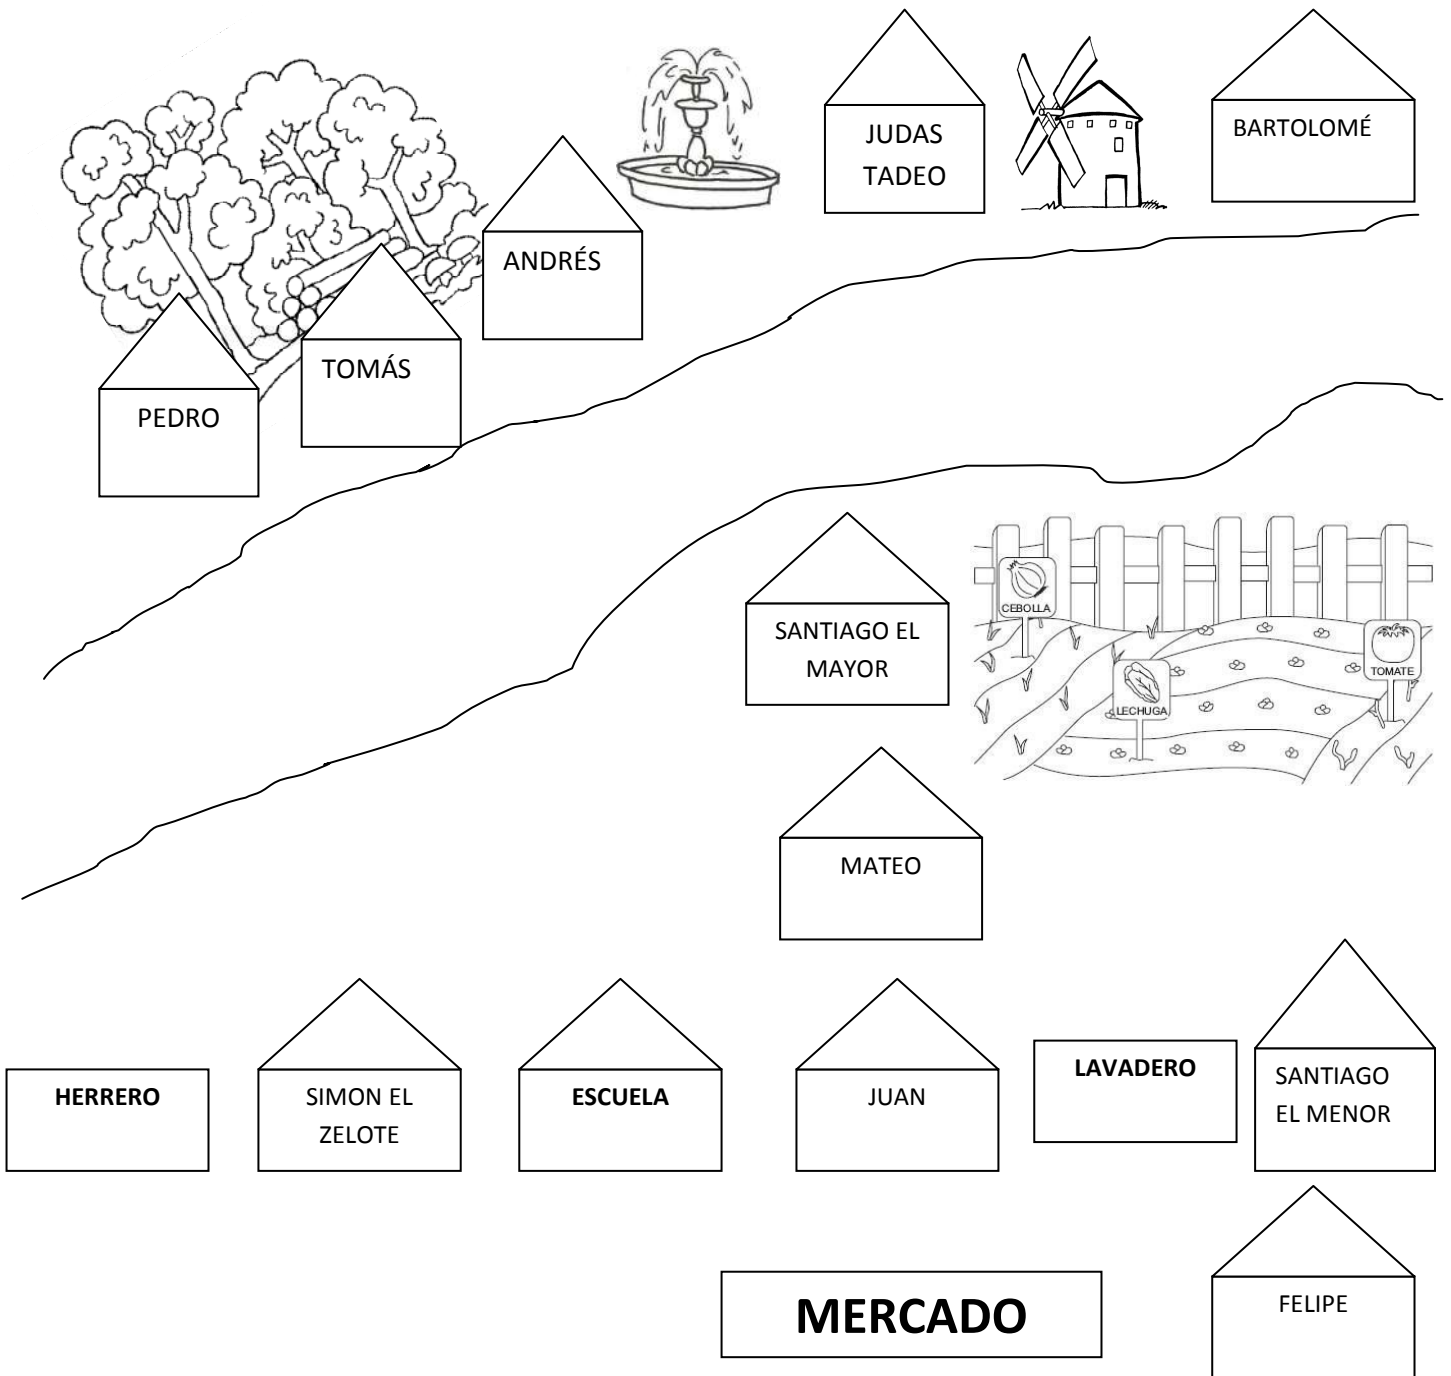 JUDAS
TADEO
BARTOLOMÉ
ANDRÉS
TOMÁS
PEDRO
CEBOLLA
SANTIAGO EL
MAYOR
TOMATE
LECHUGA
MATEO
HERRERO
SIMON EL
ZELOTE
ESCUELA
JUAN
LAVADERO
SANTIAGO
EL MENOR
MERCADO
FELIPE